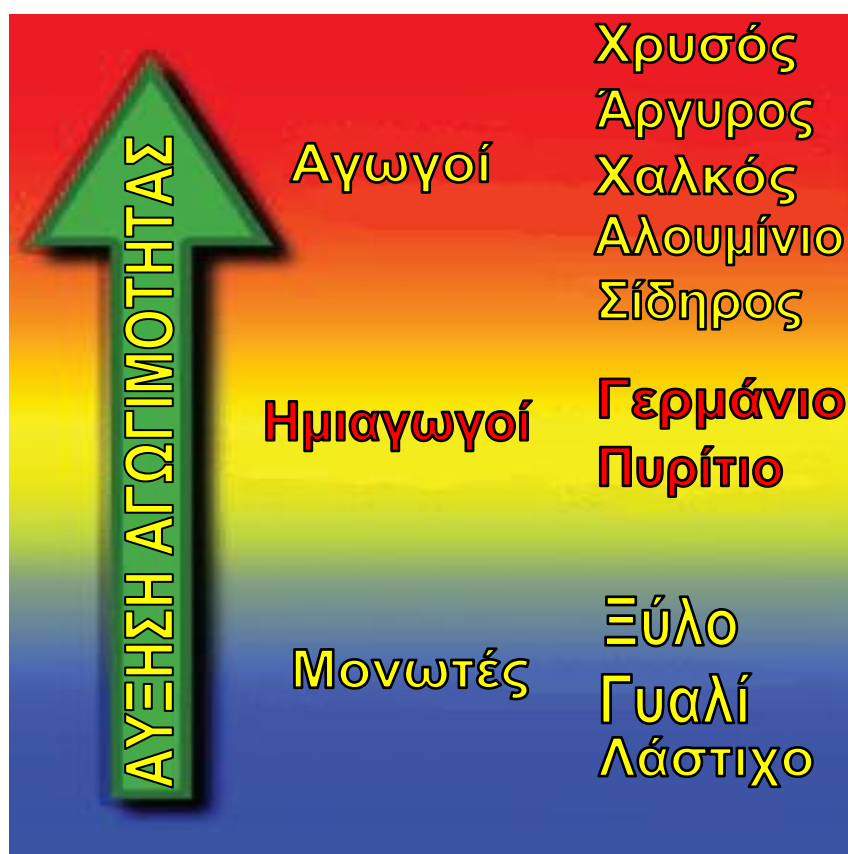 ΑΥΞΗΣΗ ΑΓΩΓΙΜΟΤΗΤΑΣ
Αγωγοί
Χρυσός
Άργυρος
Χαλκός
Αλουμίνιο
Σίδηρος
Ημιαγωγοί
Γερμάνιο
Πυρίτιο
Μονωτές
Ξύλο
Γυαλί
Λάστιχο